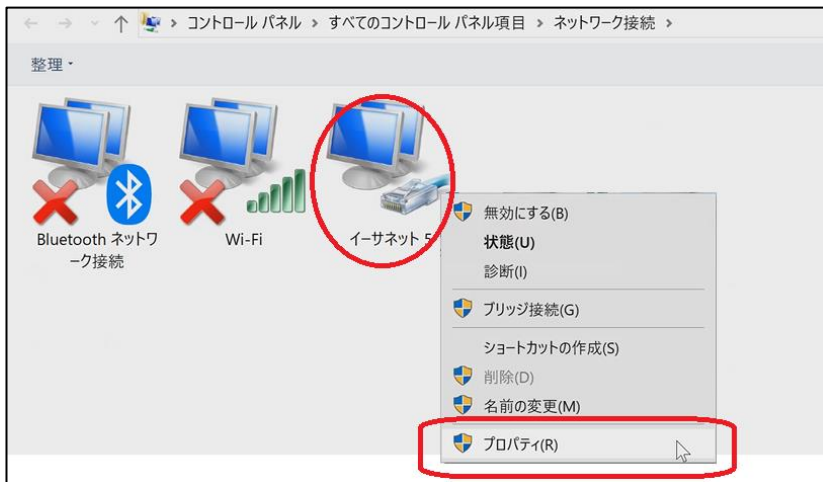 コントロール パネル > すべてのコントロール パネル項目 > ネットワーク接続 >
整理
Bluetooth ネットワ
ーク接続
Wi-Fi
イーサネット 5
無効にする(B)
状態(U)
診断(I)
ブリッジ接続(G)
ショートカットの作成(S)
削除(D)
名前の変更(M)
プロパティ(R)